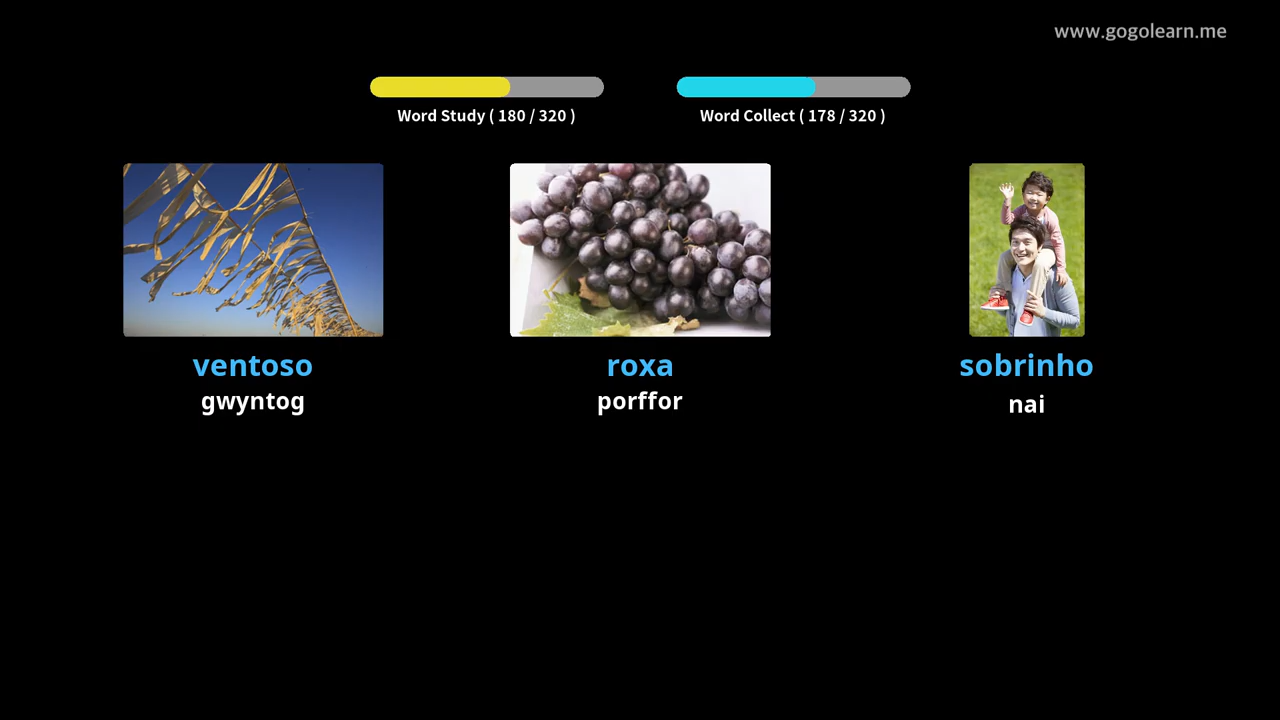 www.gogolearn.me
Word Study ( 180 / 320 )
Word Collect ( 178 / 320 )
ventoso
gwyntog
roxa
porffor
sobrinho
nai